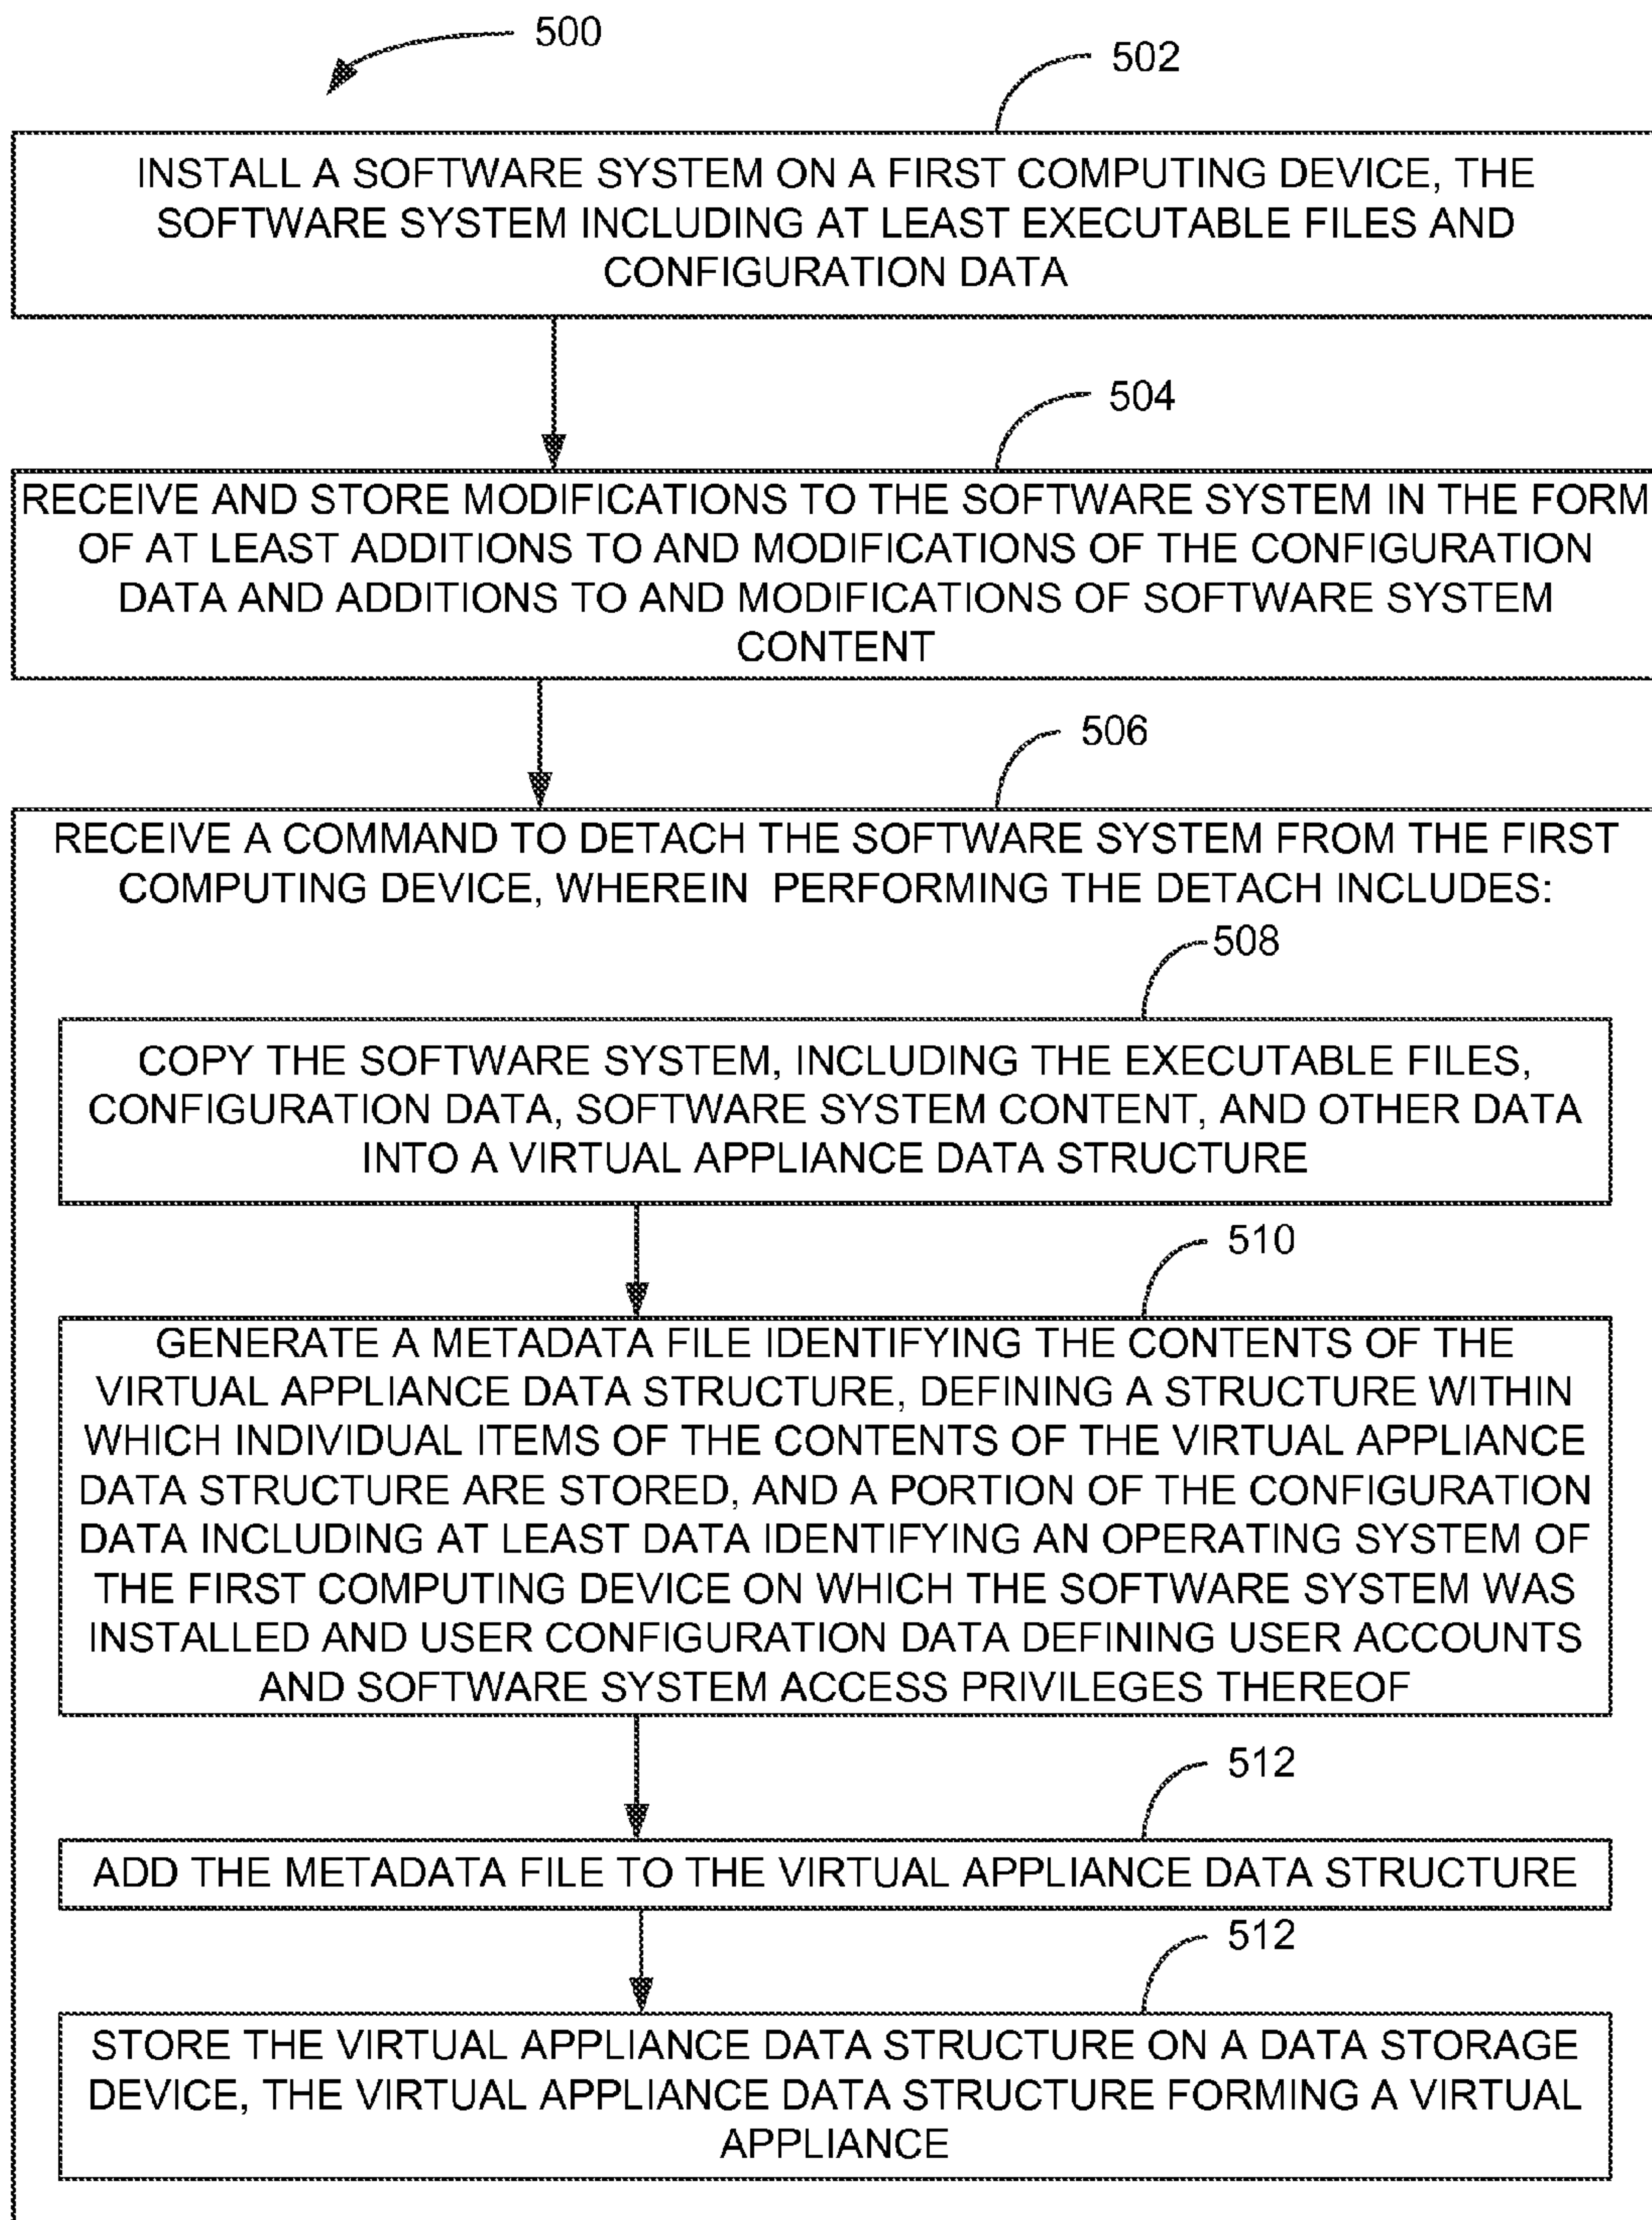 500
502
INSTALL A SOFTWARE SYSTEM ON A FIRST COMPUTING DEVICE, THE
SOFTWARE SYSTEM INCLUDING AT LEAST EXECUTABLE FILES AND
CONFIGURATION DATA
504
RECEIVE AND STORE MODIFICATIONS TO THE SOFTWARE SYSTEM IN THE FORM
OF AT LEAST ADDITIONS TO AND MODIFICATIONS OF THE CONFIGURATION
DATA AND ADDITIONS TO AND MODIFICATIONS OF SOFTWARE SYSTEM
CONTENT
506
RECEIVE A COMMAND TO DETACH THE SOFTWARE SYSTEM FROM THE FIRST
COMPUTING DEVICE, WHEREIN PERFORMING THE DETACH INCLUDES:
508
COPY THE SOFTWARE SYSTEM, INCLUDING THE EXECUTABLE FILES,
CONFIGURATION DATA, SOFTWARE SYSTEM CONTENT, AND OTHER DATA
INTO A VIRTUAL APPLIANCE DATA STRUCTURE
510
GENERATE A METADATA FILE IDENTIFYING THE CONTENTS OF THE
VIRTUAL APPLIANCE DATA STRUCTURE, DEFINING A STRUCTURE WITHIN
WHICH INDIVIDUAL ITEMS OF THE CONTENTS OF THE VIRTUAL APPLIANCE
DATA STRUCTURE ARE STORED, AND A PORTION OF THE CONFIGURATION
DATA INCLUDING AT LEAST DATA IDENTIFYING AN OPERATING SYSTEM OF
THE FIRST COMPUTING DEVICE ON WHICH THE SOFTWARE SYSTEM WAS
INSTALLED AND USER CONFIGURATION DATA DEFINING USER ACCOUNTS
AND SOFTWARE SYSTEM ACCESS PRIVILEGES THEREOF
512
ADD THE METADATA FILE TO THE VIRTUAL APPLIANCE DATA STRUCTURE
512
STORE THE VIRTUAL APPLIANCE DATA STRUCTURE ON A DATA STORAGE
DEVICE, THE VIRTUAL APPLIANCE DATA STRUCTURE FORMING A VIRTUAL
APPLIANCE